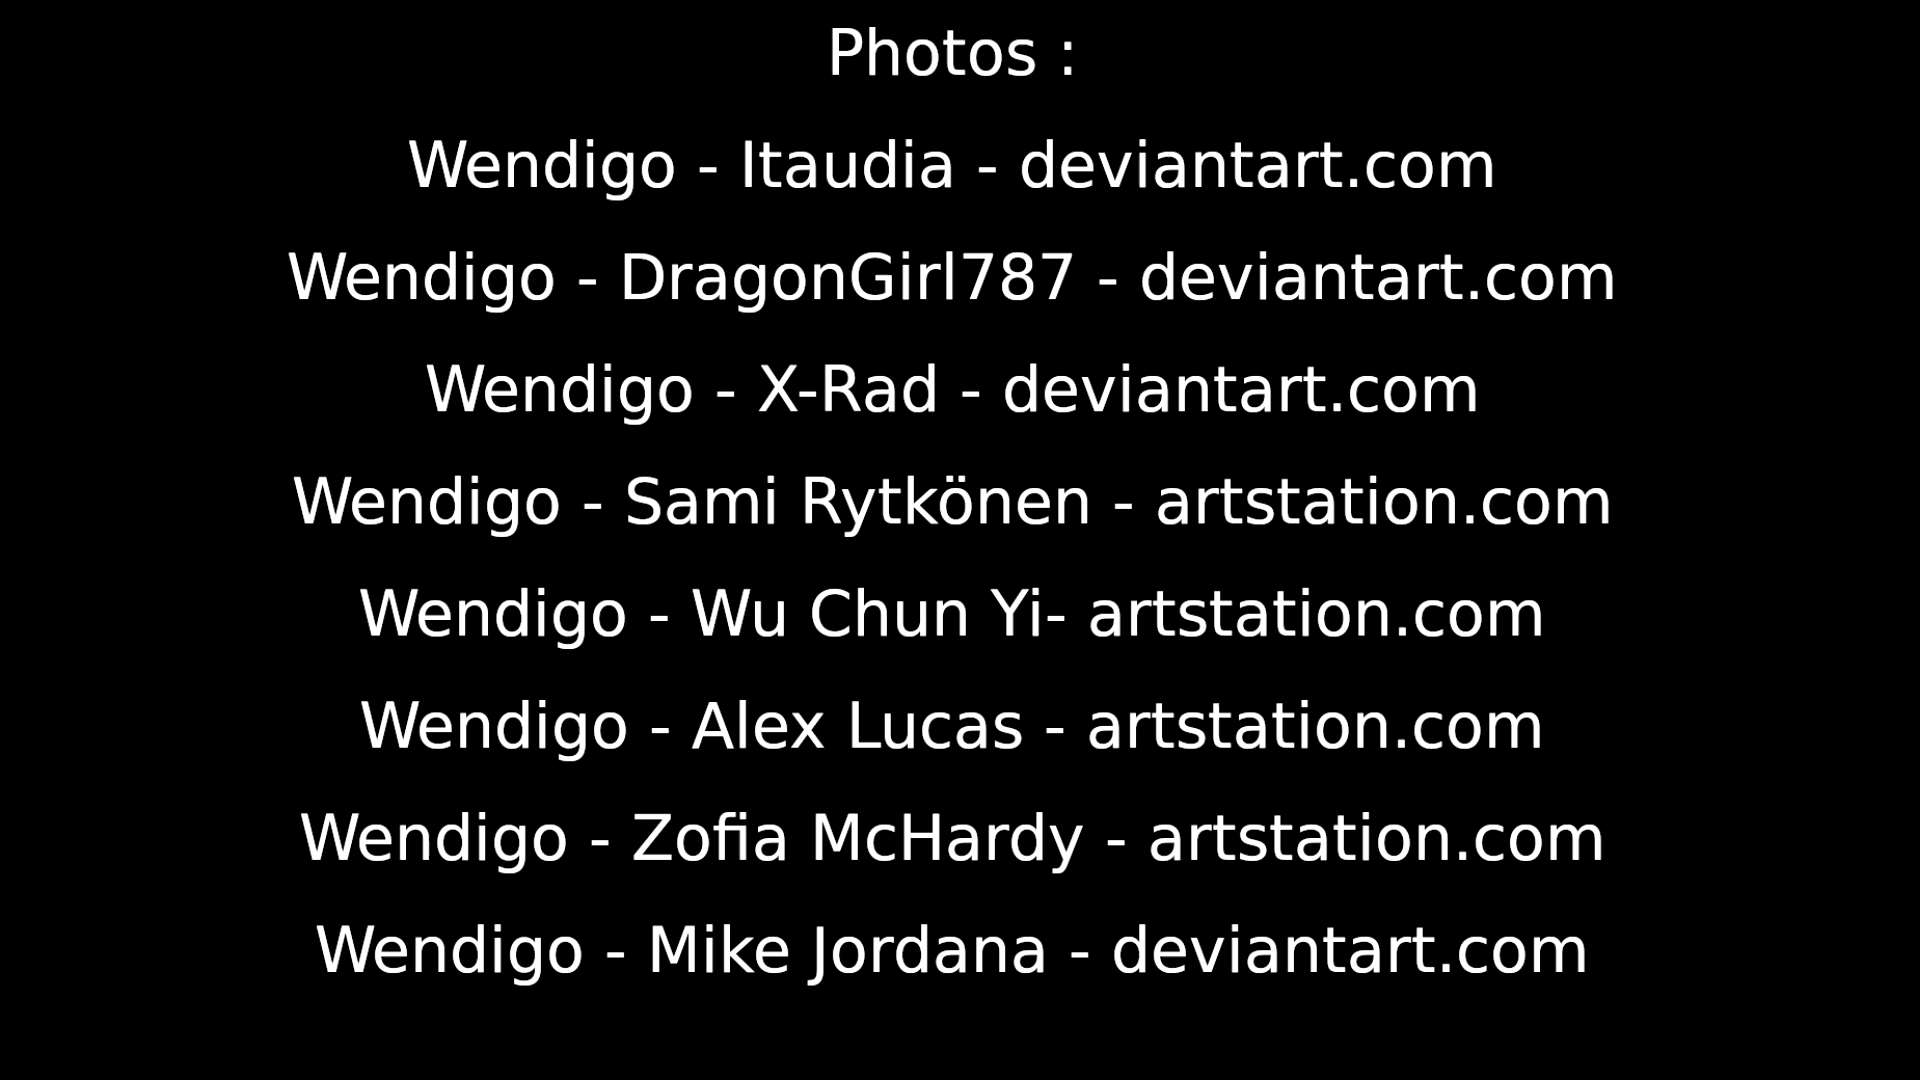 Photos :
Wendigo - Itaudia - deviantart.com
Wendigo - DragonGirl787 - deviantart.com
Wendigo - X-Rad - deviantart.com
Wendigo - Sami Rytkönen - artstation.com
Wendigo - Wu Chun Yi- artstation.com
Wendigo - Alex Lucas - artstation.com
Wendigo - Zofia McHardy - artstation.com
Wendigo - Mike Jordana - deviantart.com